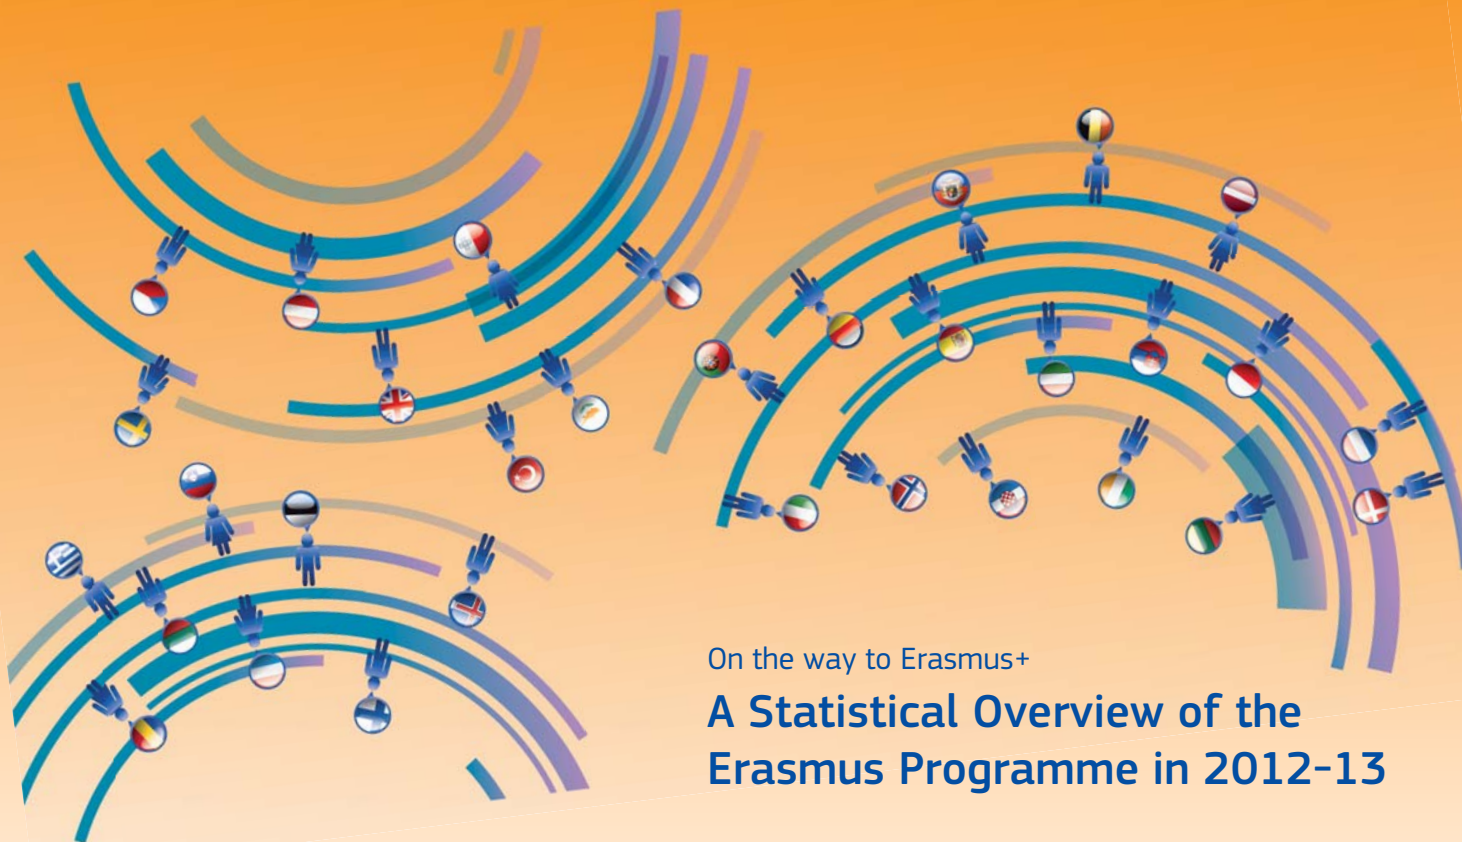 On the way to Erasmus+
A Statistical Overview of the
Erasmus Programme in 2012-13